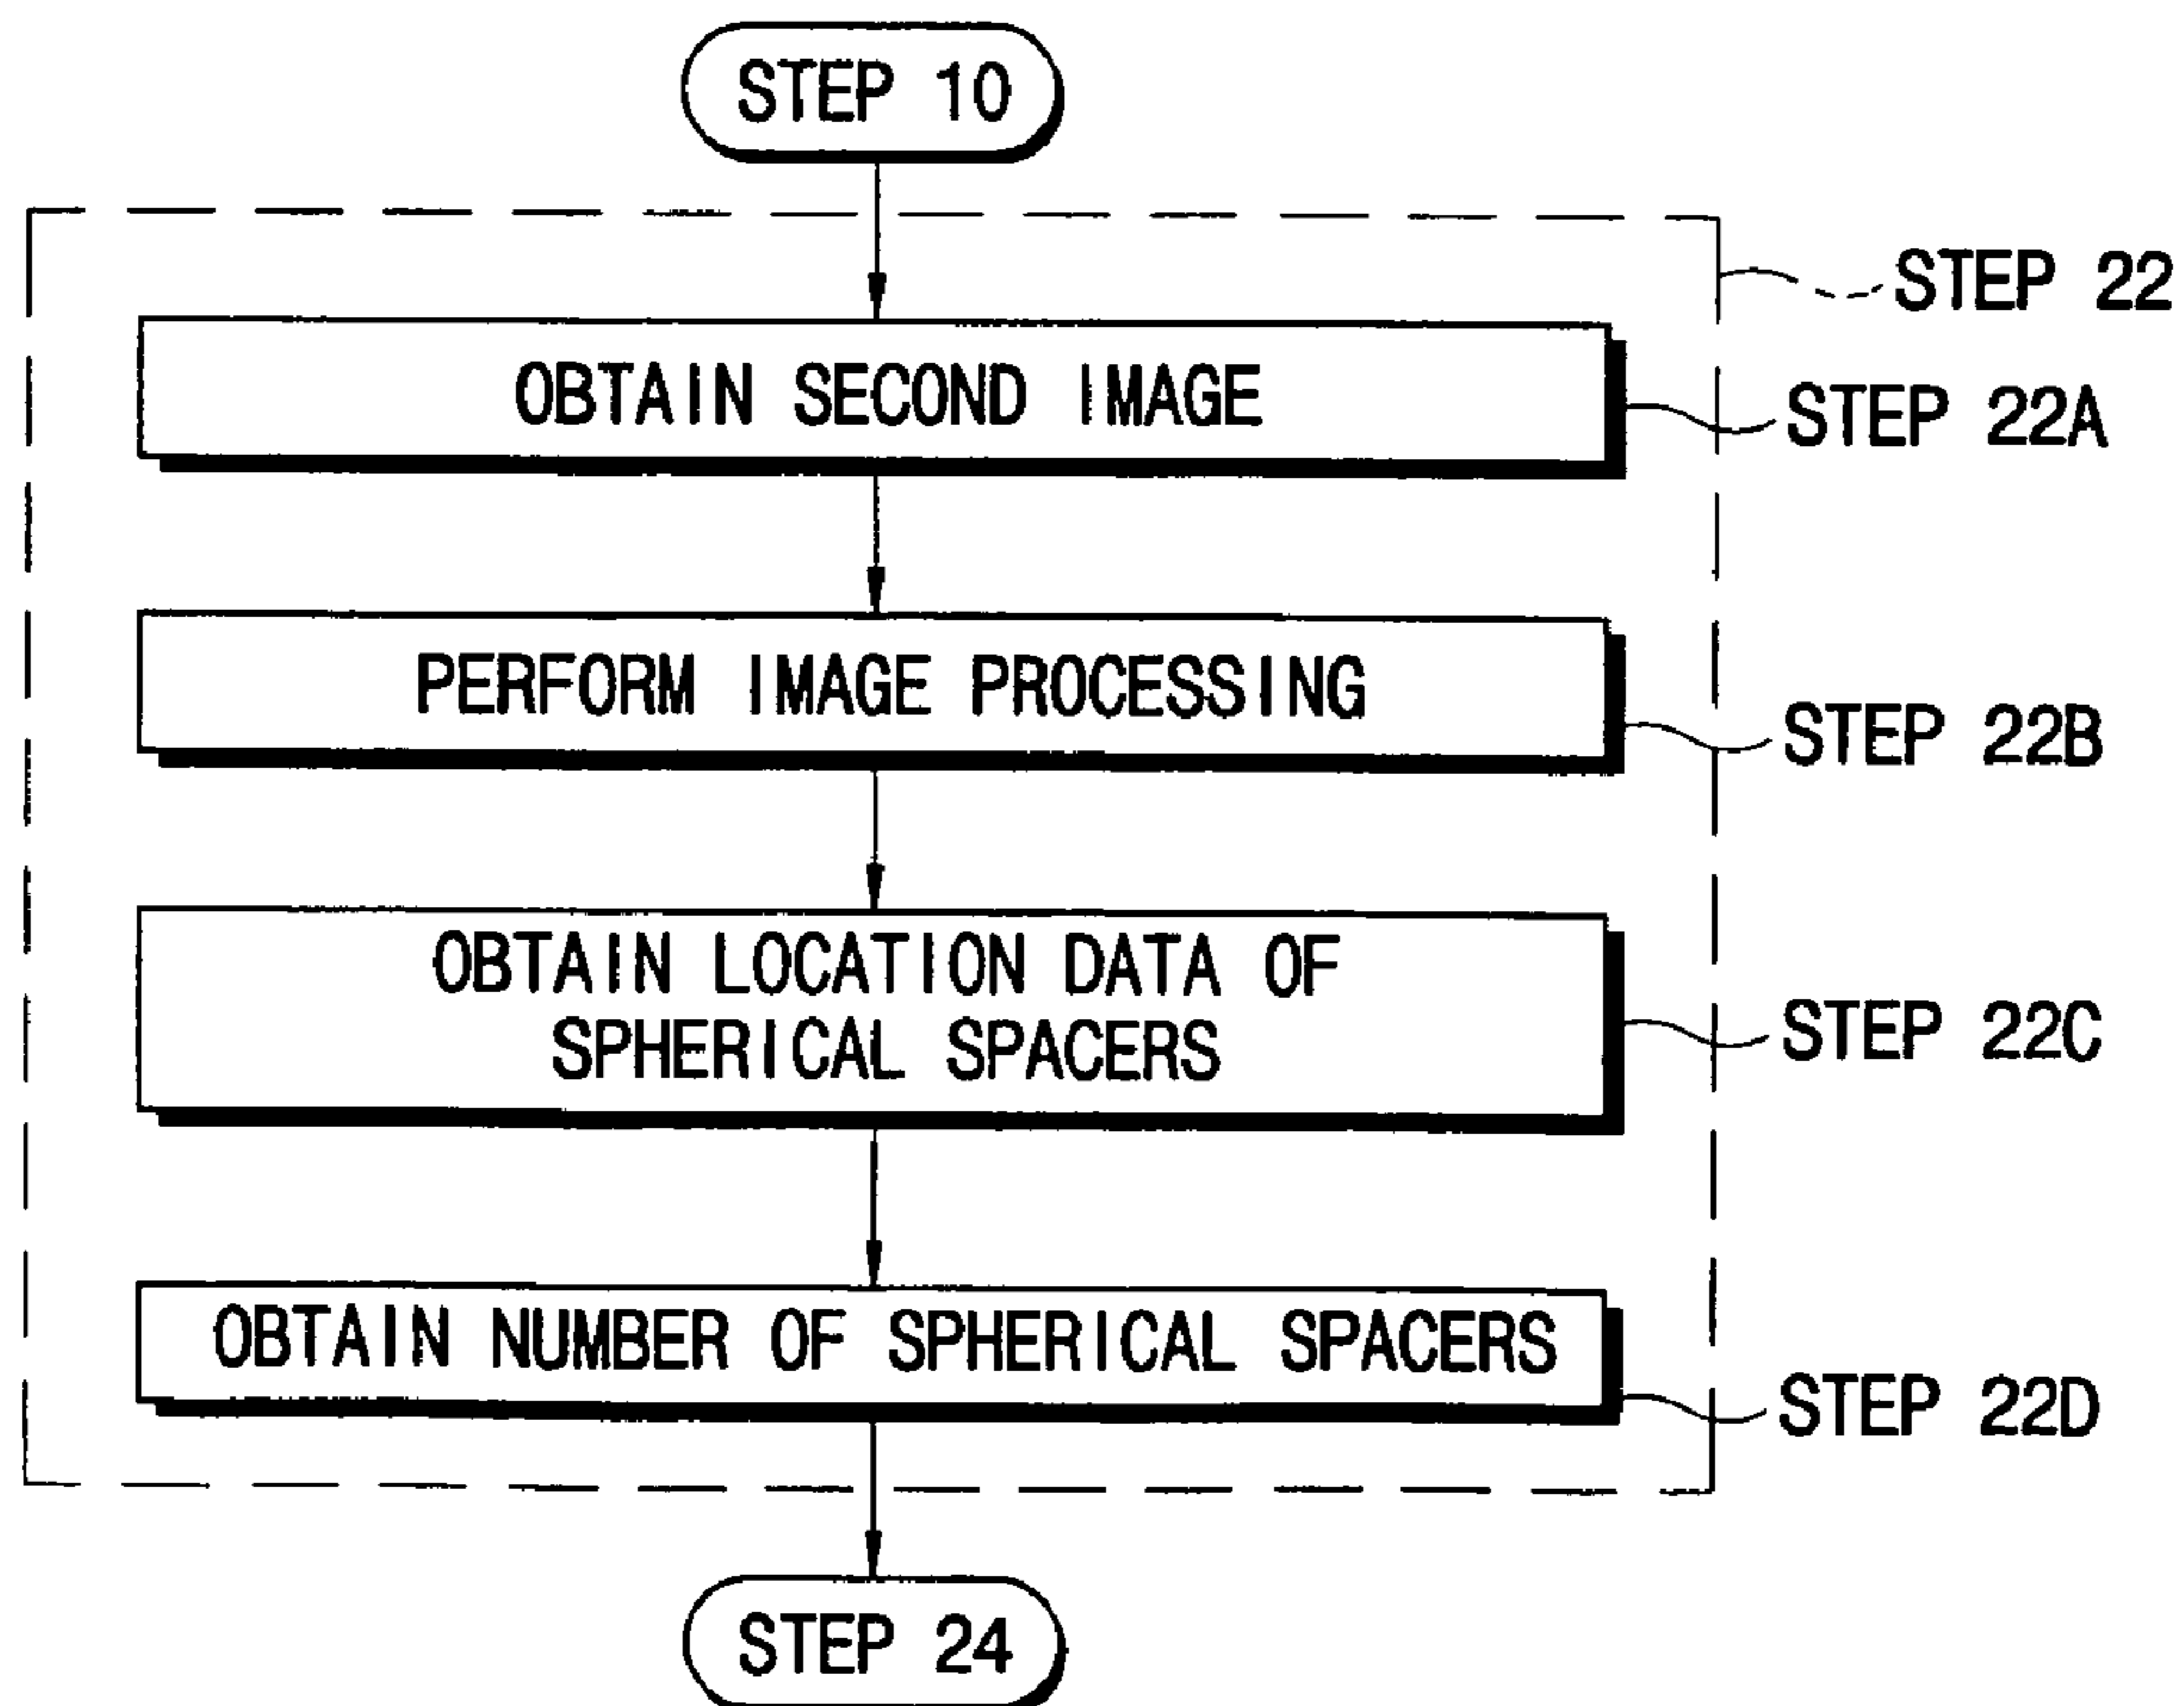 STEP 10
STEP 22
OBTAIN SECOND IMAGE
STEP 22A
PERFORM IMAGE PROCESSING
STEP 22B
OBTAIN LOCATION DATA OF
SPHERICAL SPACERS
STEP 22C
OBTAIN NUMBER OF SPHERICAL SPACERS
STEP 22D
STEP 24